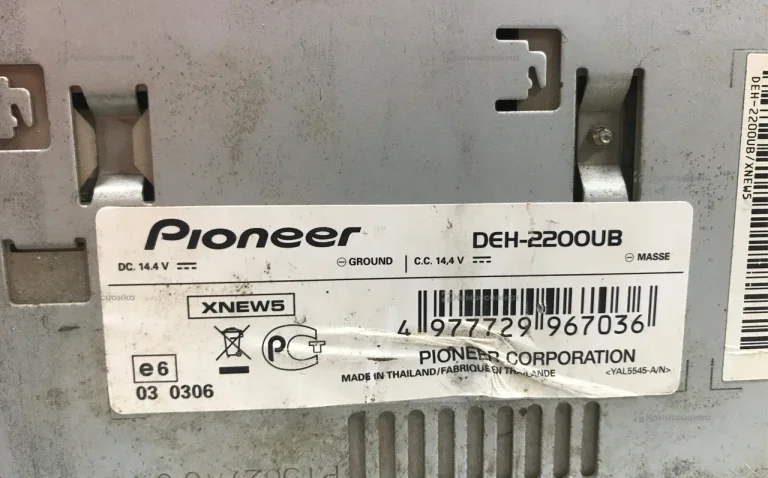 Pioneer DEH-2200UB
DC. 14.4 V ⎓ ⊖ GROUND | C.C. 14,4 V ⎓ ⊖ MASSE
XNEW5
4 977729 967036
e6
PIONEER CORPORATION
MADE IN THAILAND/FABRIQUE EN THAILANDE <YAL5545-A/N>
03 0306
DEH-2200UB/XNEW5